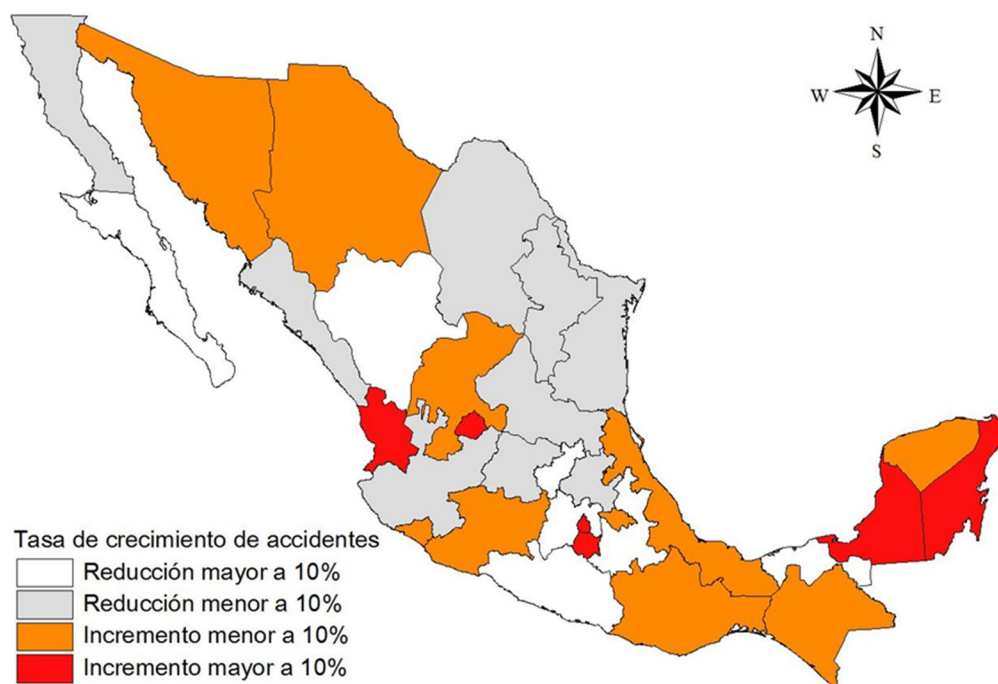 N
W E
S
Tasa de crecimiento de accidentes
Reducción mayor a 10%
Reducción menor a 10%
Incremento menor a 10%
Incremento mayor a 10%